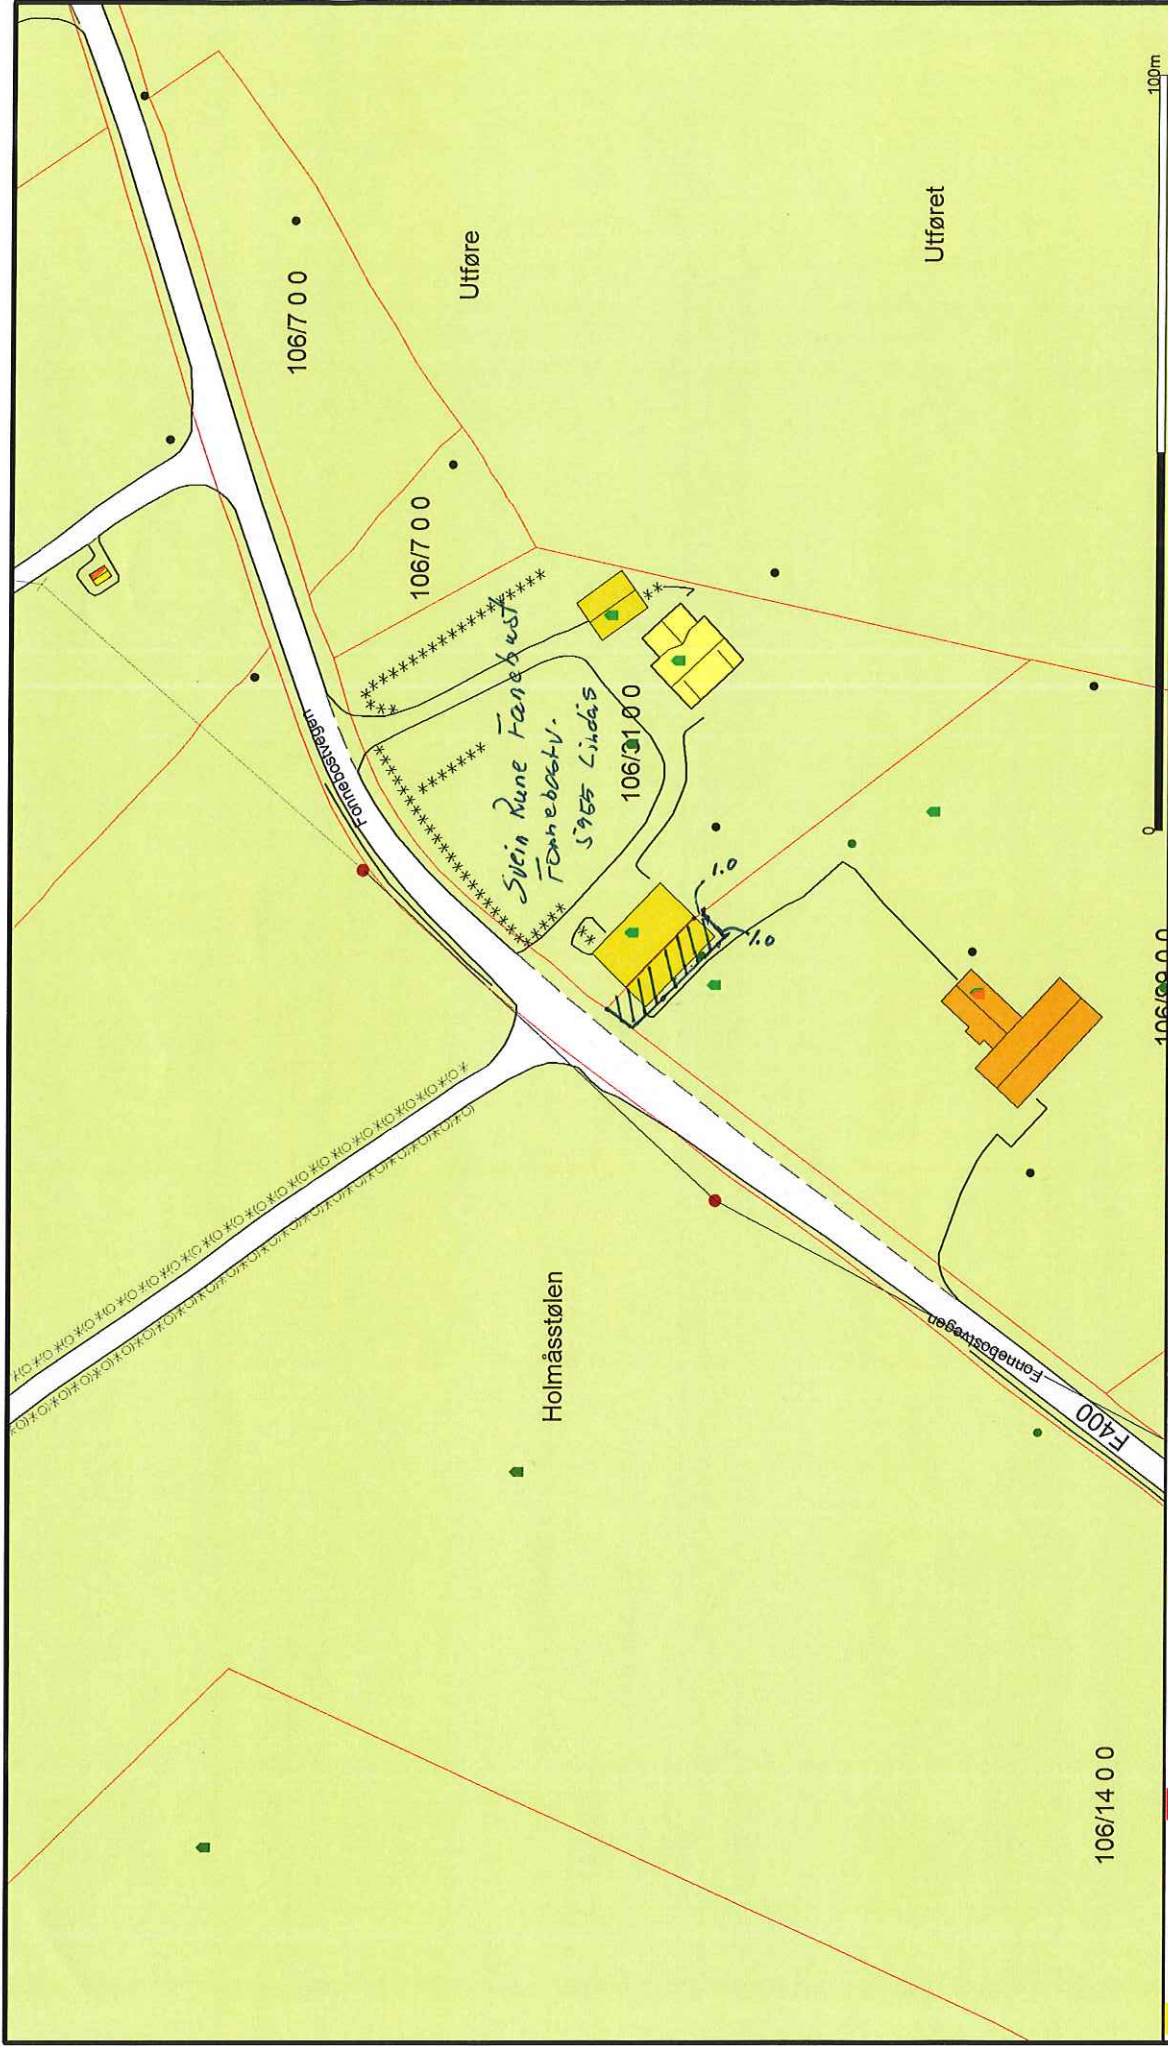 106/7 0 0
Utføre
Utføret
106/7 0 0
Fonnebostvegen
Svein Rune Fanebust
Fonnebostv.
5955 Lindås
106/31 0 0
1.0
1.0
Holmåsstølen
Fonnebostvegen
F400
106/14 0 0
0
100m